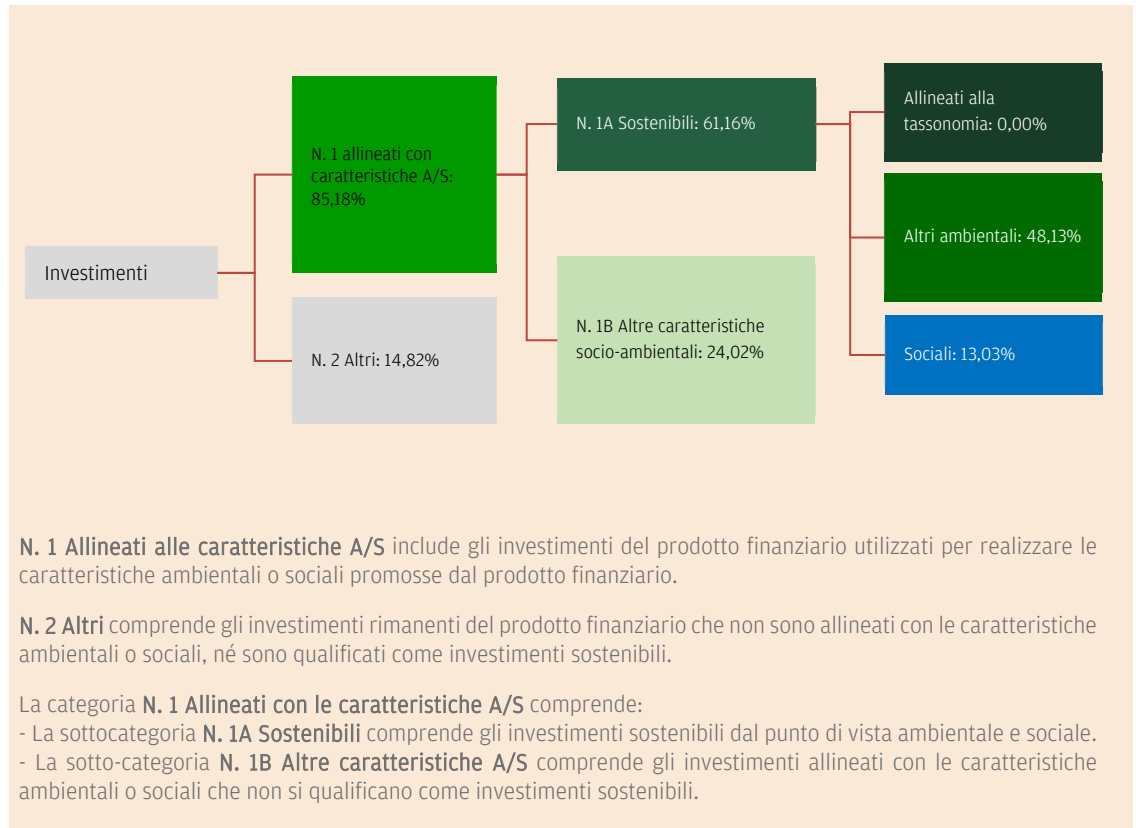 Investimenti
N. 1 allineati con
caratteristiche A/S:
85,18%
N. 2 Altri: 14,82%
N. 1A Sostenibili: 61,16%
N. 1B Altre caratteristiche
socio-ambientali: 24,02%
Allineati alla
tassonomia: 0,00%
Altri ambientali: 48,13%
Sociali: 13,03%
N. 1 Allineati alle caratteristiche A/S include gli investimenti del prodotto finanziario utilizzati per realizzare le
caratteristiche ambientali o sociali promosse dal prodotto finanziario.
N. 2 Altri comprende gli investimenti rimanenti del prodotto finanziario che non sono allineati con le caratteristiche
ambientali o sociali, né sono qualificati come investimenti sostenibili.
La categoria N. 1 Allineati con le caratteristiche A/S comprende:
- La sottocategoria N. 1A Sostenibili comprende gli investimenti sostenibili dal punto di vista ambientale e sociale.
- La sotto-categoria N. 1B Altre caratteristiche A/S comprende gli investimenti allineati con le caratteristiche
ambientali o sociali che non si qualificano come investimenti sostenibili.